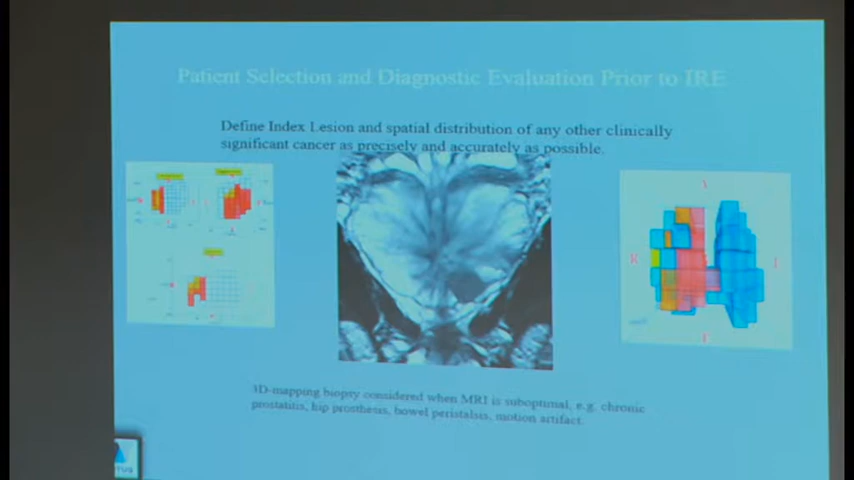 Patient Selection and Diagnostic Evaluation Prior to IRE
Define Index Lesion and spatial distribution of any other clinically
significant cancer as precisely and accurately as possible.
R
3D-mapping biopsy considered when MRI is suboptimal, e.g. chronic
prostatitis, hip prosthesis, bowel peristalsis, motion artifact.